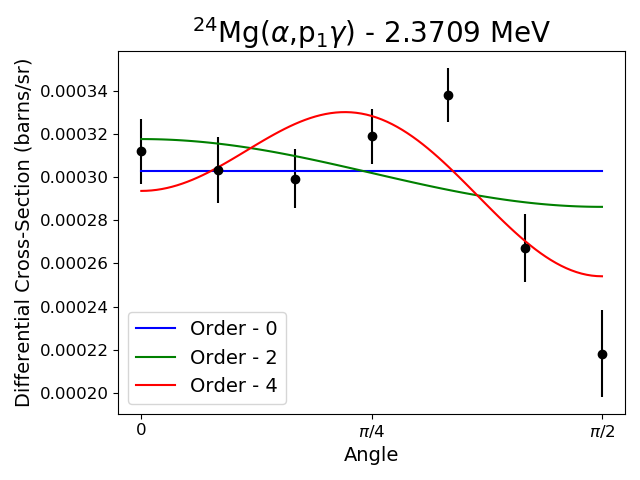 ²⁴Mg(α,p₁γ) - 2.3709 MeV
Differential Cross-Section (barns/sr)
0.00034
0.00032
0.00030
0.00028
0.00026
0.00024
0.00022
0.00020
Order - 0
Order - 2
Order - 4
0 π/4 π/2
Angle